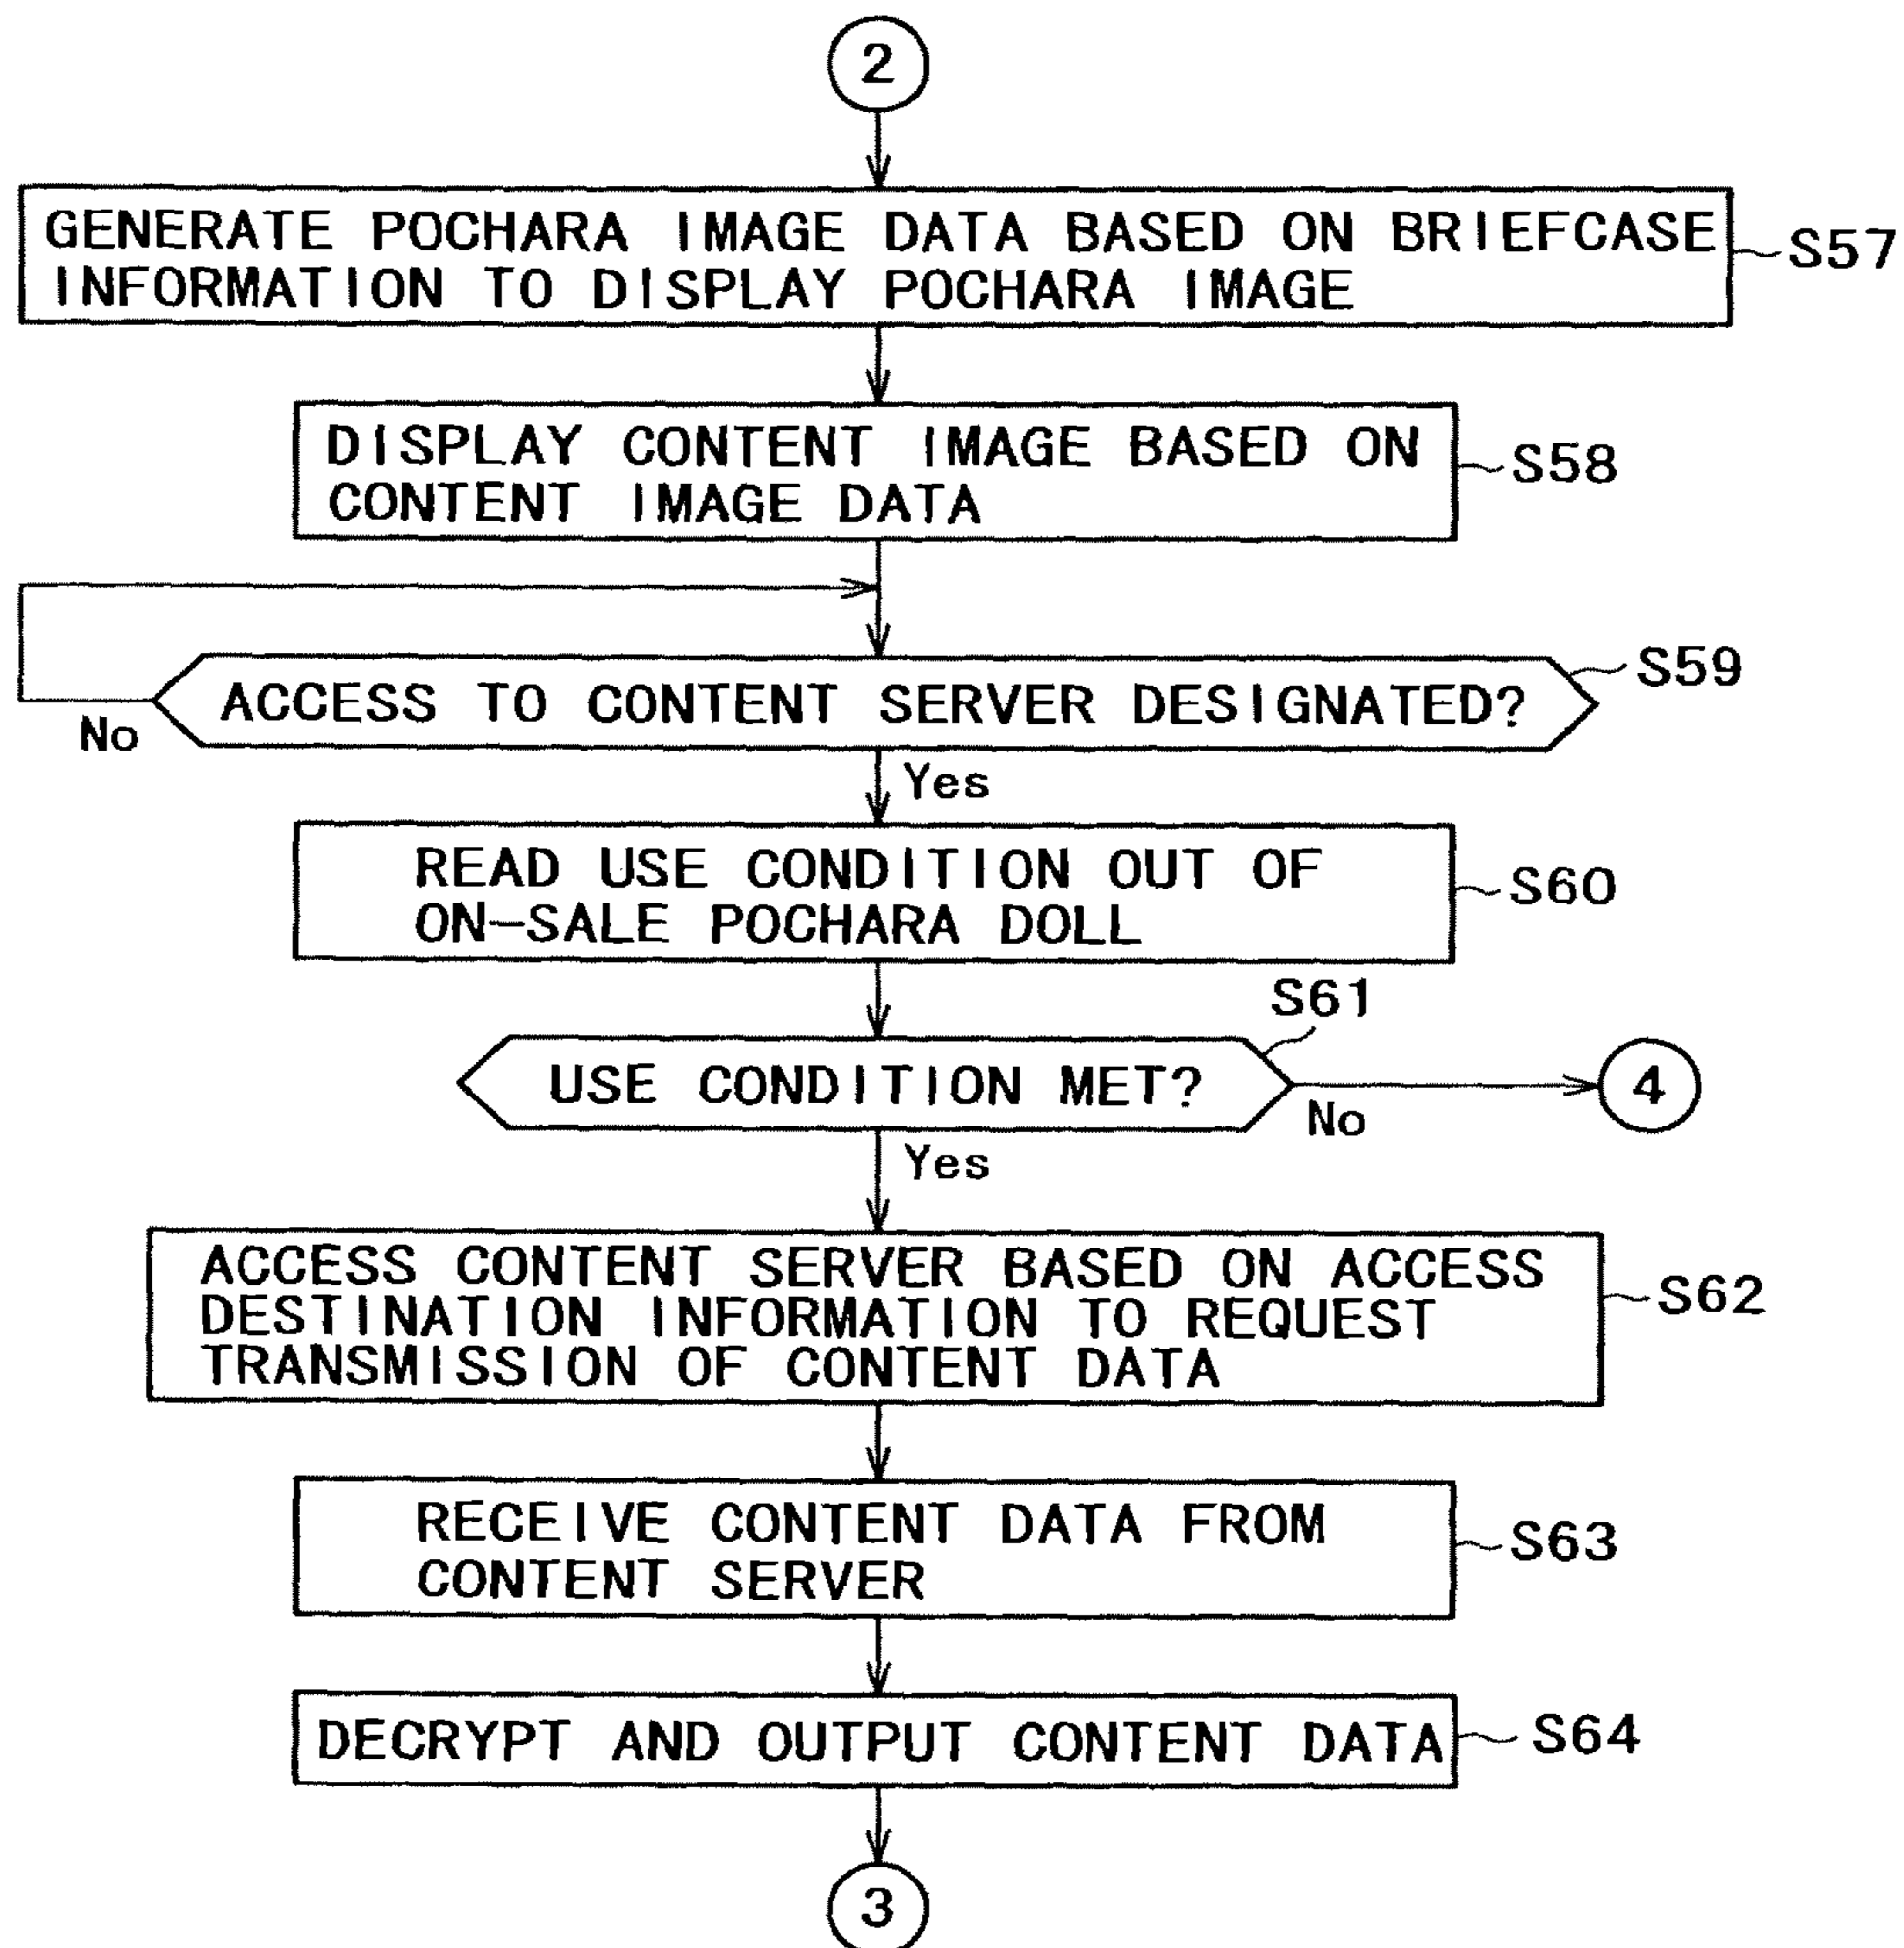 2
GENERATE POCHARA IMAGE DATA BASED ON BRIEFCASE
INFORMATION TO DISPLAY POCHARA IMAGE
S57
DISPLAY CONTENT IMAGE BASED ON
CONTENT IMAGE DATA
S58
ACCESS TO CONTENT SERVER DESIGNATED?
S59
No
Yes
READ USE CONDITION OUT OF
ON-SALE POCHARA DOLL
S60
S61
USE CONDITION MET?
4
No
Yes
ACCESS CONTENT SERVER BASED ON ACCESS
DESTINATION INFORMATION TO REQUEST
TRANSMISSION OF CONTENT DATA
S62
RECEIVE CONTENT DATA FROM
CONTENT SERVER
S63
DECRYPT AND OUTPUT CONTENT DATA
S64
3